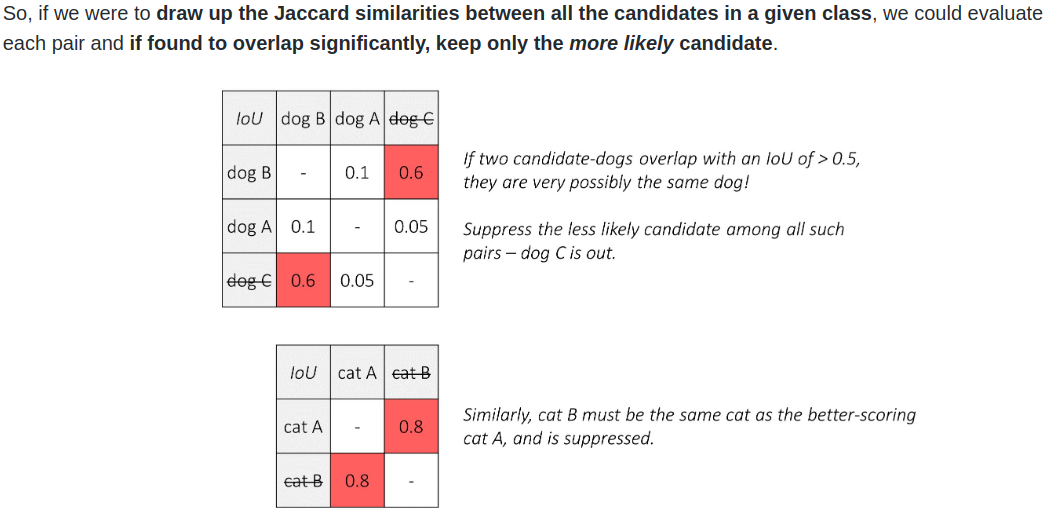 So, if we were to draw up the Jaccard similarities between all the candidates in a given class, we could evaluate
each pair and if found to overlap significantly, keep only the more likely candidate.
IoU dog B dog A dog C
dog B - 0.1 0.6
dog A 0.1 - 0.05
dog C 0.6 0.05 -
If two candidate-dogs overlap with an IoU of > 0.5,
they are very possibly the same dog!
Suppress the less likely candidate among all such
pairs – dog C is out.
IoU cat A cat B
cat A - 0.8
cat B 0.8 -
Similarly, cat B must be the same cat as the better-scoring
cat A, and is suppressed.